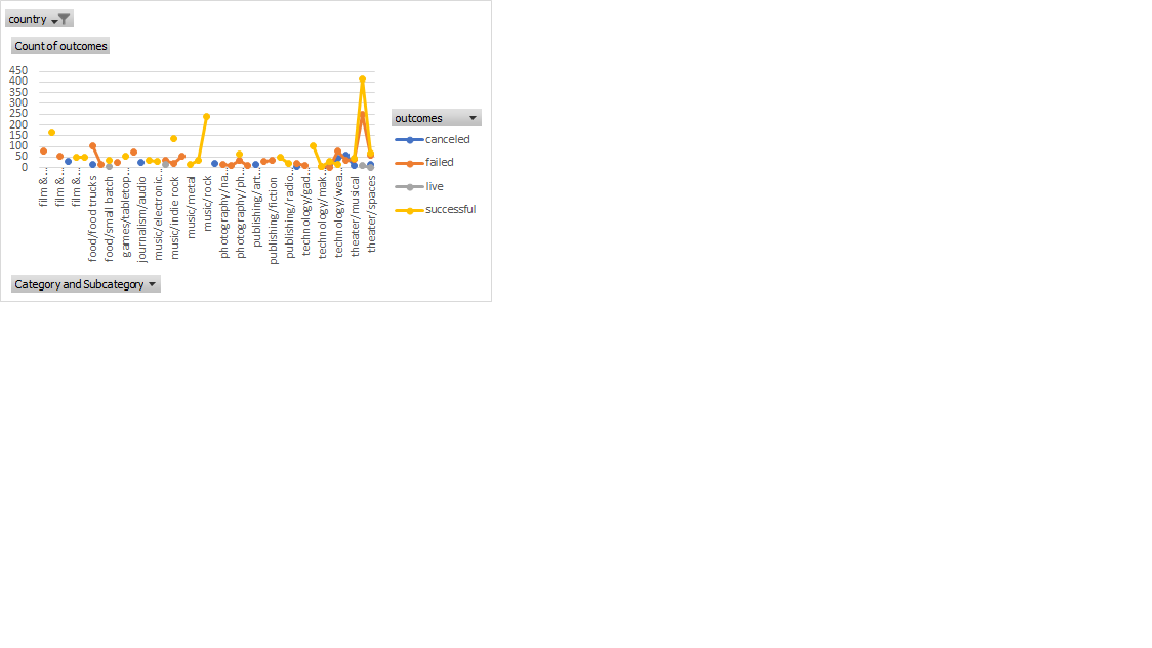 country
Count of outcomes
450
400
350
300
250
200
150
100
50
0
film &...
film &...
film &...
food/food trucks
food/small batch
games/tabletop...
journalism/audio
music/electronic...
music/indie rock
music/metal
music/rock
photography/na...
photography/ph...
publishing/art...
publishing/fiction
publishing/radio...
technology/gad...
technology/mak...
technology/wea...
theater/musical
theater/spaces
outcomes
canceled
failed
live
successful
Category and Subcategory